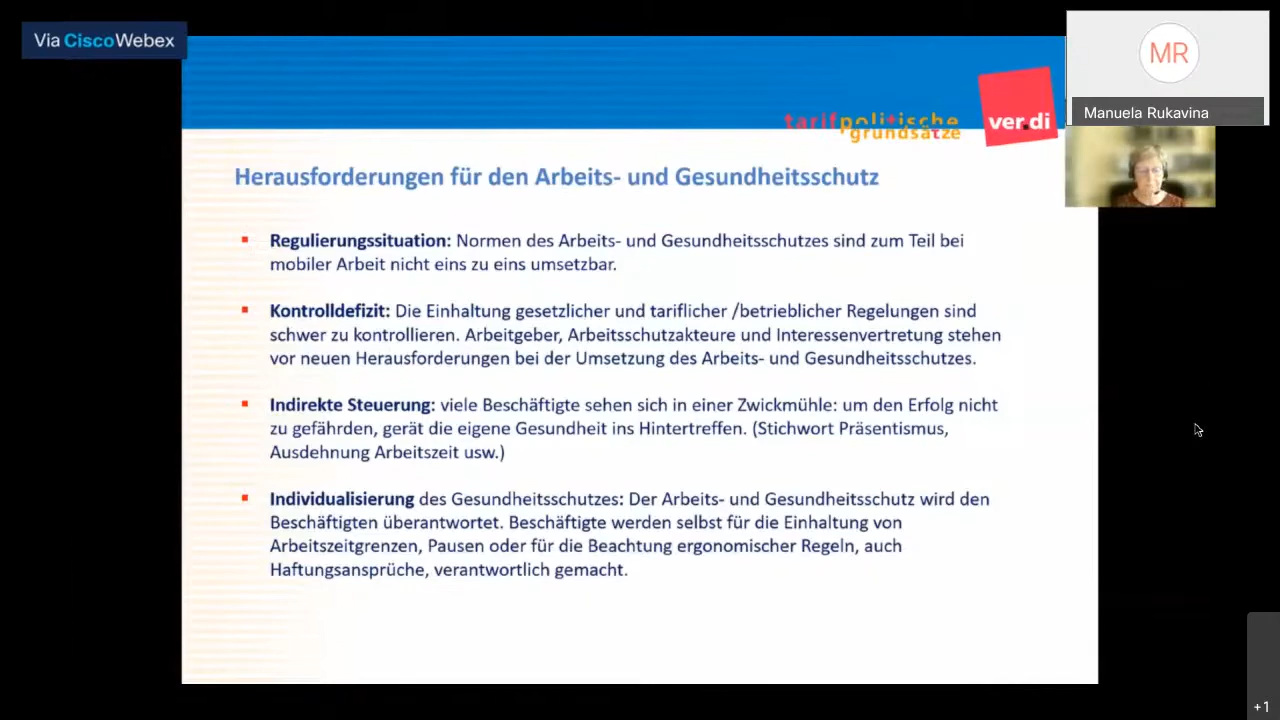 Via Cisco Webex
MR
Manuela Rukavina
tarifpolitische
grundsätze
ver.di
Herausforderungen für den Arbeits- und Gesundheitsschutz
Regulierungssituation: Normen des Arbeits- und Gesundheitsschutzes sind zum Teil bei
mobiler Arbeit nicht eins zu eins umsetzbar.
Kontrolldefizit: Die Einhaltung gesetzlicher und tariflicher /betrieblicher Regelungen sind
schwer zu kontrollieren. Arbeitgeber, Arbeitsschutzakteure und Interessenvertretung stehen
vor neuen Herausforderungen bei der Umsetzung des Arbeits- und Gesundheitsschutzes.
Indirekte Steuerung: viele Beschäftigte sehen sich in einer Zwickmühle: um den Erfolg nicht
zu gefährden, gerät die eigene Gesundheit ins Hintertreffen. (Stichwort Präsentismus,
Ausdehnung Arbeitszeit usw.)
Individualisierung des Gesundheitsschutzes: Der Arbeits- und Gesundheitsschutz wird den
Beschäftigten überantwortet. Beschäftigte werden selbst für die Einhaltung von
Arbeitszeitgrenzen, Pausen oder für die Beachtung ergonomischer Regeln, auch
Haftungsansprüche, verantwortlich gemacht.
+1